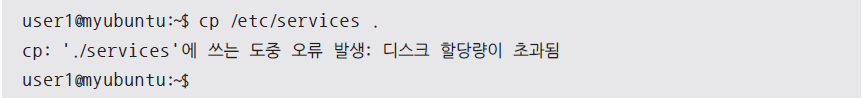 user1@myubuntu:~$ cp /etc/services .
cp: './services'에 쓰는 도중 오류 발생: 디스크 할당량이 초과됨
user1@myubuntu:~$